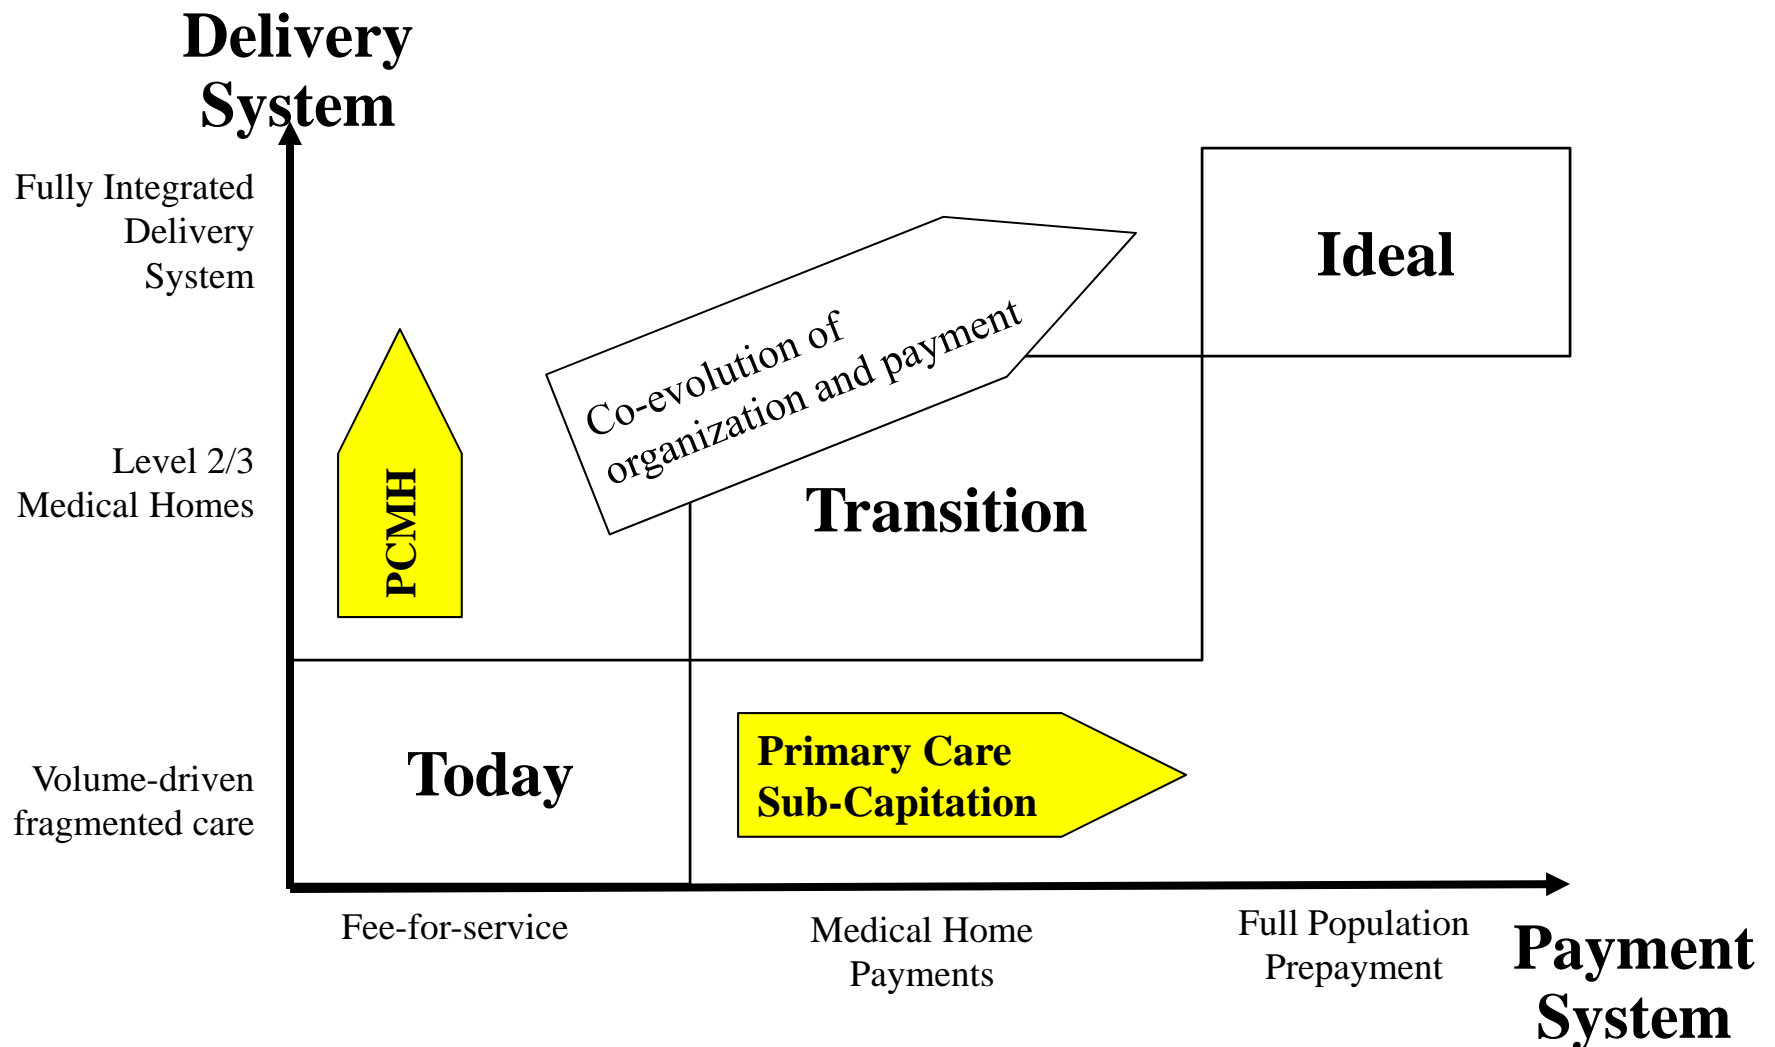 Delivery
System
Fully Integrated
Delivery
System
Ideal
Co-evolution of
organization and payment
Level 2/3
Medical Homes
PCMH
Transition
Volume-driven
fragmented care
Today
Primary Care
Sub-Capitation
Fee-for-service
Medical Home
Payments
Full Population
Prepayment
Payment
System